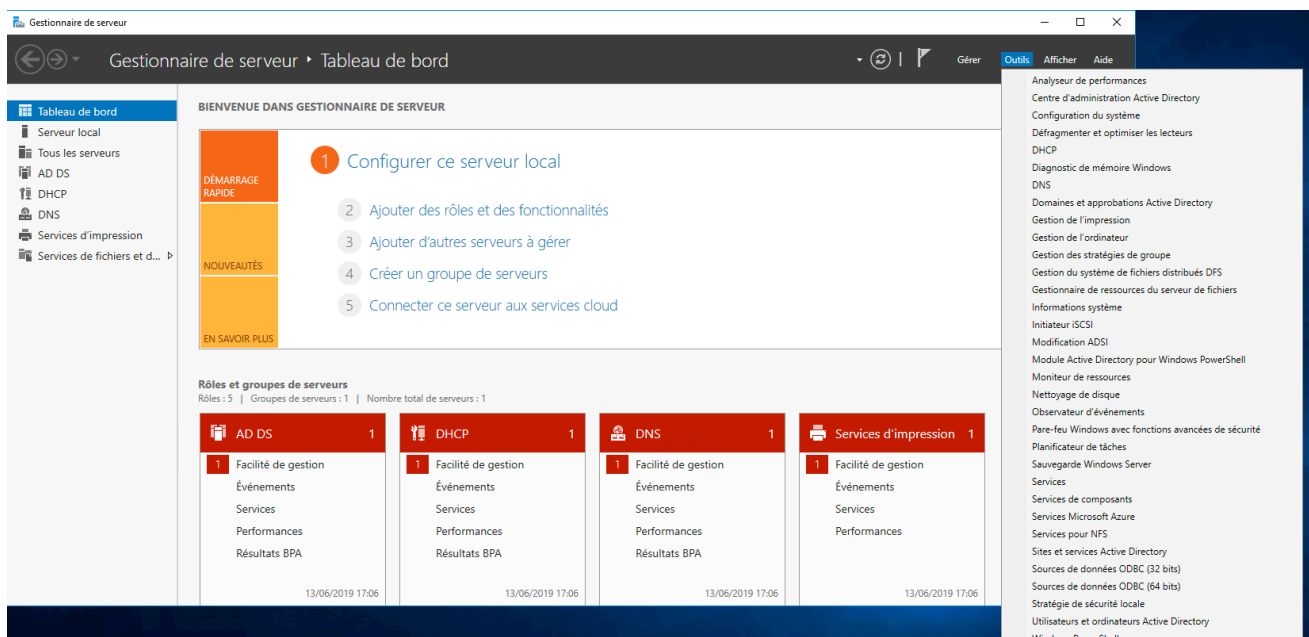 Gestionnaire de serveur
Gestionnaire de serveur ‣ Tableau de bord
Gérer Outils Afficher Aide
Tableau de bord
Serveur local
Tous les serveurs
AD DS
DHCP
DNS
Services d'impression
Services de fichiers et d...
BIENVENUE DANS GESTIONNAIRE DE SERVEUR
DÉMARRAGE
RAPIDE
NOUVEAUTÉS
EN SAVOIR PLUS
1 Configurer ce serveur local
2 Ajouter des rôles et des fonctionnalités
3 Ajouter d'autres serveurs à gérer
4 Créer un groupe de serveurs
5 Connecter ce serveur aux services cloud
Rôles et groupes de serveurs
Rôles : 5 | Groupes de serveurs : 1 | Nombre total de serveurs : 1
AD DS 1
1 Facilité de gestion
Événements
Services
Performances
Résultats BPA
13/06/2019 17:06
DHCP 1
1 Facilité de gestion
Événements
Services
Performances
Résultats BPA
13/06/2019 17:06
DNS 1
1 Facilité de gestion
Événements
Services
Performances
Résultats BPA
13/06/2019 17:06
Services d'impression 1
1 Facilité de gestion
Événements
Services
Performances
13/06/2019 17:06
Analyseur de performances
Centre d'administration Active Directory
Configuration du système
Défragmenter et optimiser les lecteurs
DHCP
Diagnostic de mémoire Windows
DNS
Domaines et approbations Active Directory
Gestion de l'impression
Gestion de l'ordinateur
Gestion des stratégies de groupe
Gestion du système de fichiers distribués DFS
Gestionnaire de ressources du serveur de fichiers
Informations système
Initiateur iSCSI
Modification ADSI
Module Active Directory pour Windows PowerShell
Moniteur de ressources
Nettoyage de disque
Observateur d'événements
Pare-feu Windows avec fonctions avancées de sécurité
Planificateur de tâches
Sauvegarde Windows Server
Services
Services de composants
Services Microsoft Azure
Services pour NFS
Sites et services Active Directory
Sources de données ODBC (32 bits)
Sources de données ODBC (64 bits)
Stratégie de sécurité locale
Utilisateurs et ordinateurs Active Directory